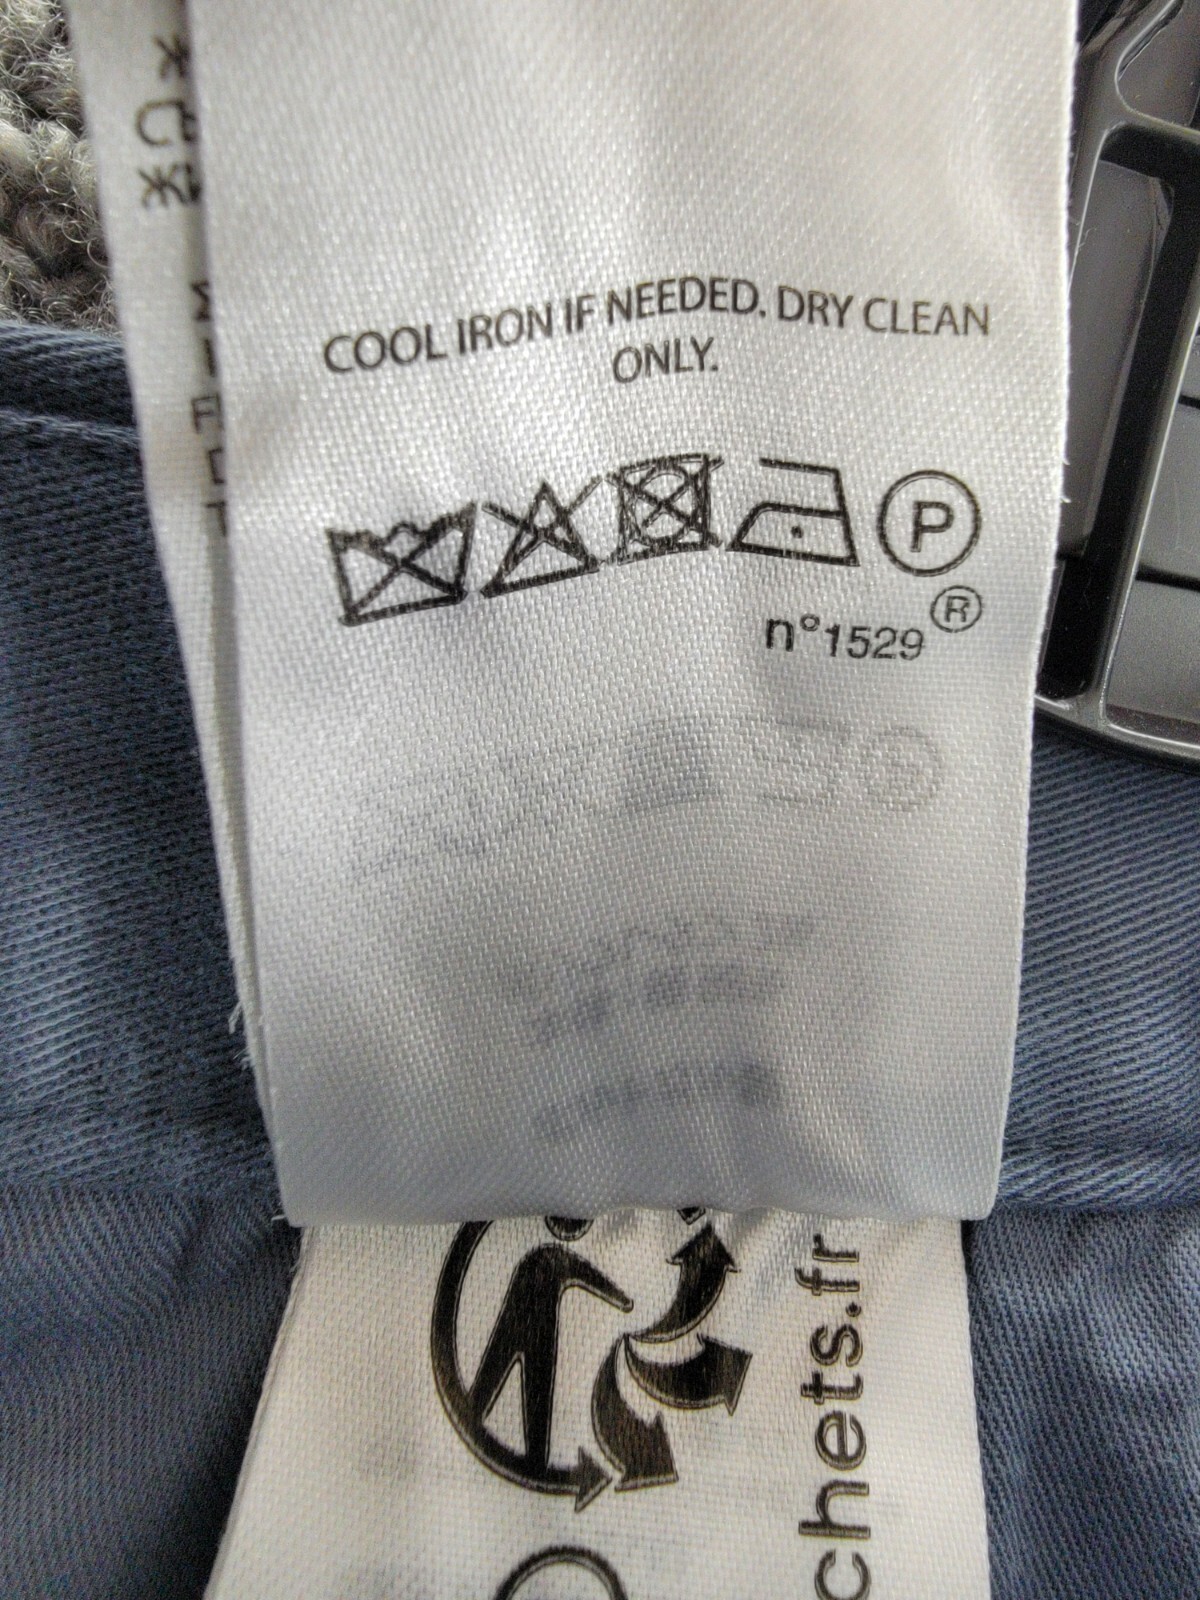 COOL IRON IF NEEDED. DRY CLEAN
ONLY.
P
n°1529 ®
chets.fr